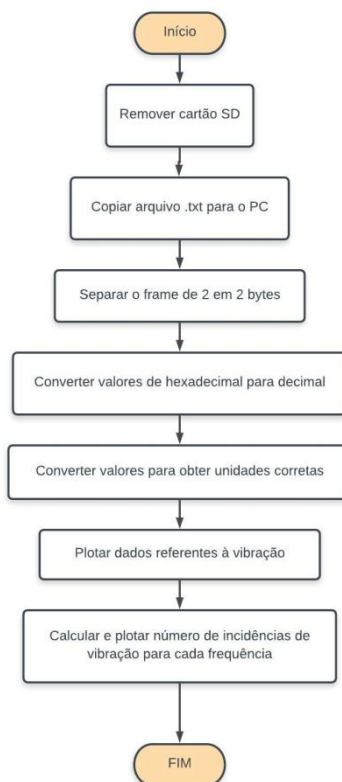 Início
Remover cartão SD
Copiar arquivo .txt para o PC
Separar o frame de 2 em 2 bytes
Converter valores de hexadecimal para decimal
Converter valores para obter unidades corretas
Plotar dados referentes à vibração
Calcular e plotar número de incidências de
vibração para cada frequência
FIM